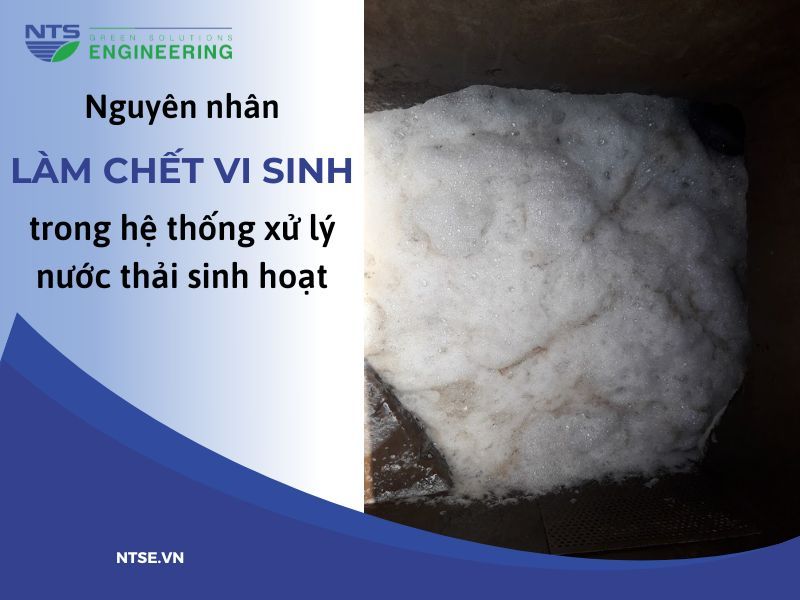 NTS
GREEN SOLUTIONS
ENGINEERING
Nguyên nhân
LÀM CHẾT VI SINH
trong hệ thống xử lý
nước thải sinh hoạt
NTSE.VN